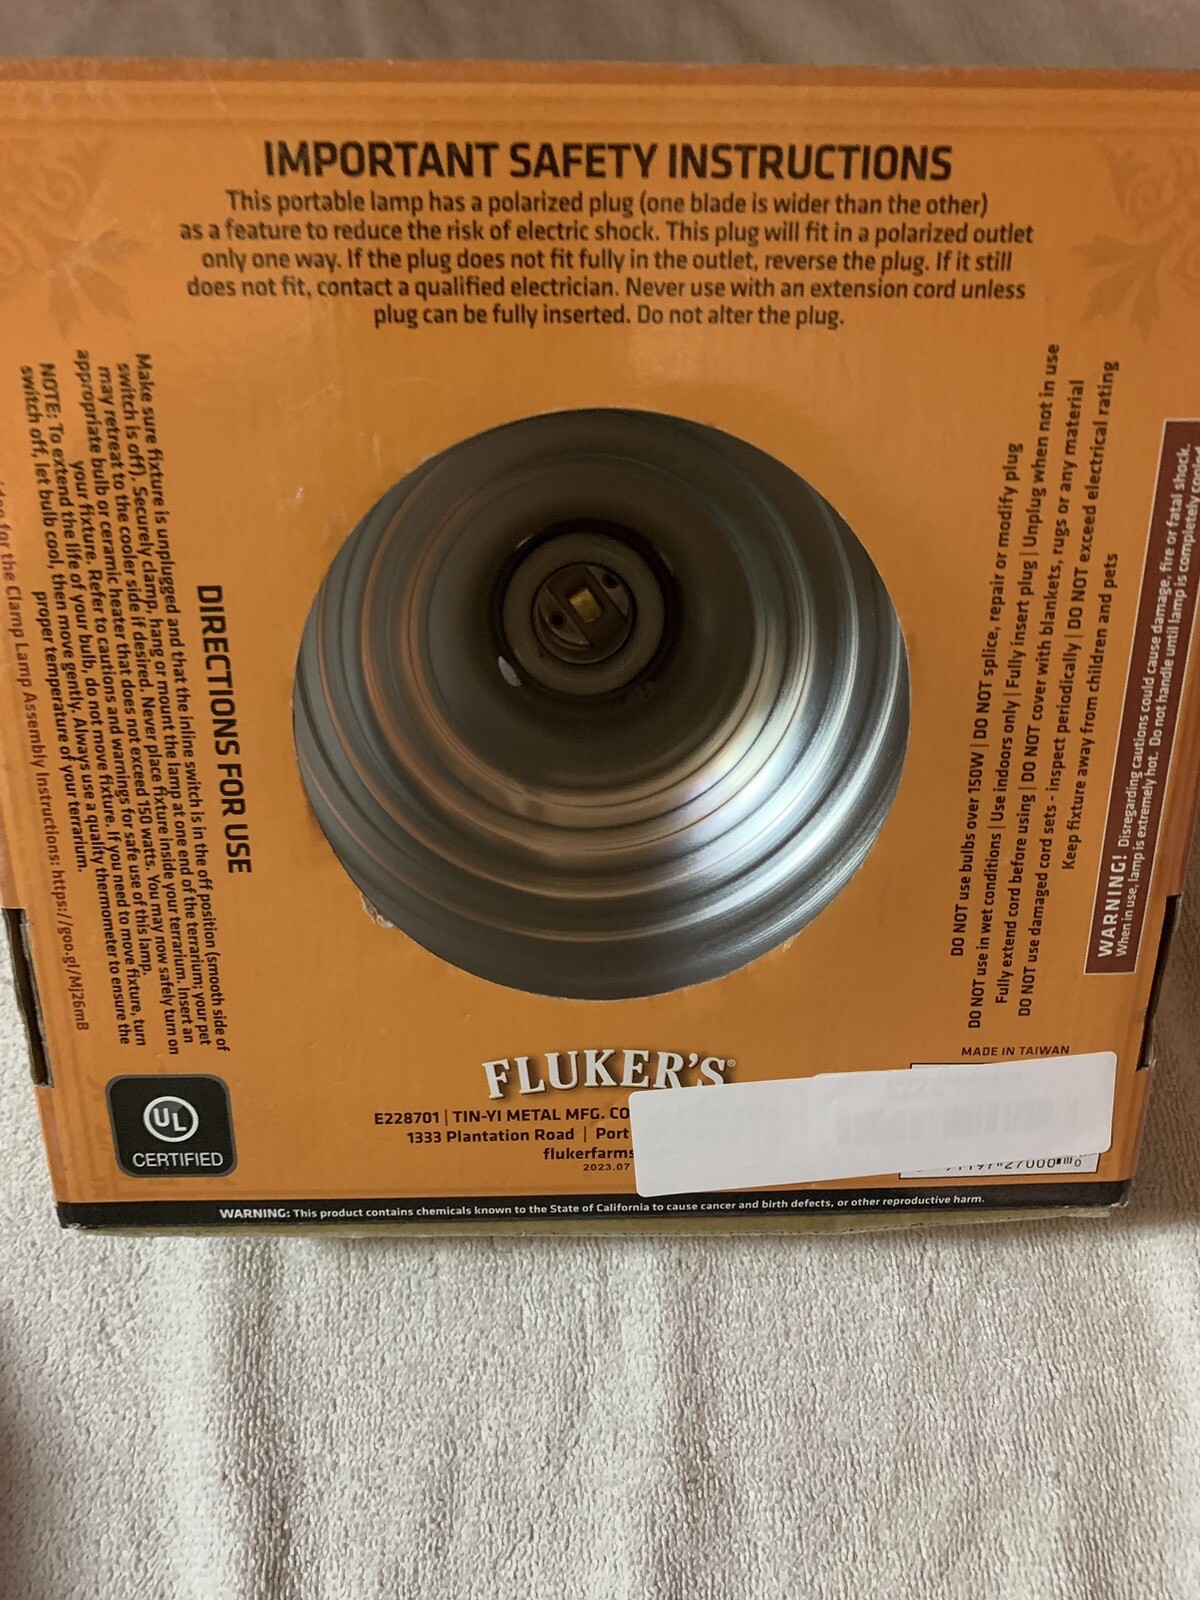 IMPORTANT SAFETY INSTRUCTIONS
This portable lamp has a polarized plug (one blade is wider than the other)
as a feature to reduce the risk of electric shock. This plug will fit in a polarized outlet
only one way. If the plug does not fit fully in the outlet, reverse the plug. If it still
does not fit, contact a qualified electrician. Never use with an extension cord unless
plug can be fully inserted. Do not alter the plug.
DIRECTIONS FOR USE
Make sure fixture is unplugged and that the inline switch is in the off position (smooth side of
switch is off). Securely clamp, hang or mount the lamp at one end of the terrarium; your pet
may retreat to the cooler side if desired. Never place fixture inside your terrarium. Insert an
appropriate bulb or ceramic heater that does not exceed 150 watts. You may now safely turn on
your fixture. Refer to cautions and warnings for safe use of this lamp.
NOTE: To extend the life of your bulb, do not move fixture. If you need to move fixture, turn
switch off, let bulb cool, then move gently. Always use a quality thermometer to ensure the
proper temperature of your terrarium.
for the Clamp Lamp Assembly Instructions: https://goo.gl/Mj26mB
DO NOT use bulbs over 150W | DO NOT splice, repair or modify plug
DO NOT use in wet conditions | Use indoors only | Fully insert plug | Unplug when not in use
Fully extend cord before using | DO NOT cover with blankets, rugs or any material
DO NOT use damaged cord sets - inspect periodically | DO NOT exceed electrical rating
Keep fixture away from children and pets
WARNING! Disregarding cautions could cause damage, fire or fatal shock.
When in use, lamp is extremely hot. Do not handle until lamp is completely cooled
MADE IN TAIWAN
UL
CERTIFIED
FLUKER'S®
E228701 | TIN-YI METAL MFG. CO
1333 Plantation Road | Port
flukerfarms
2023.07
WARNING: This product contains chemicals known to the State of California to cause cancer and birth defects, or other reproductive harm.